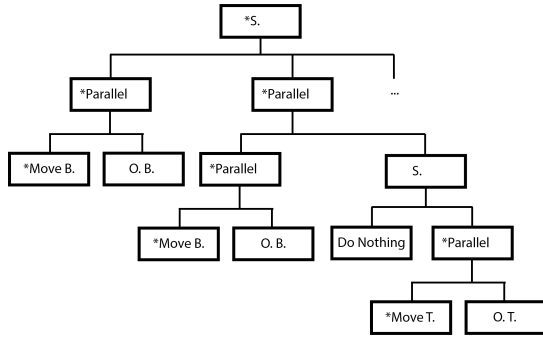 *S.
*Parallel
*Parallel
...
*Move B.
O. B.
*Parallel
S.
*Move B.
O. B.
Do Nothing
*Parallel
*Move T.
O. T.